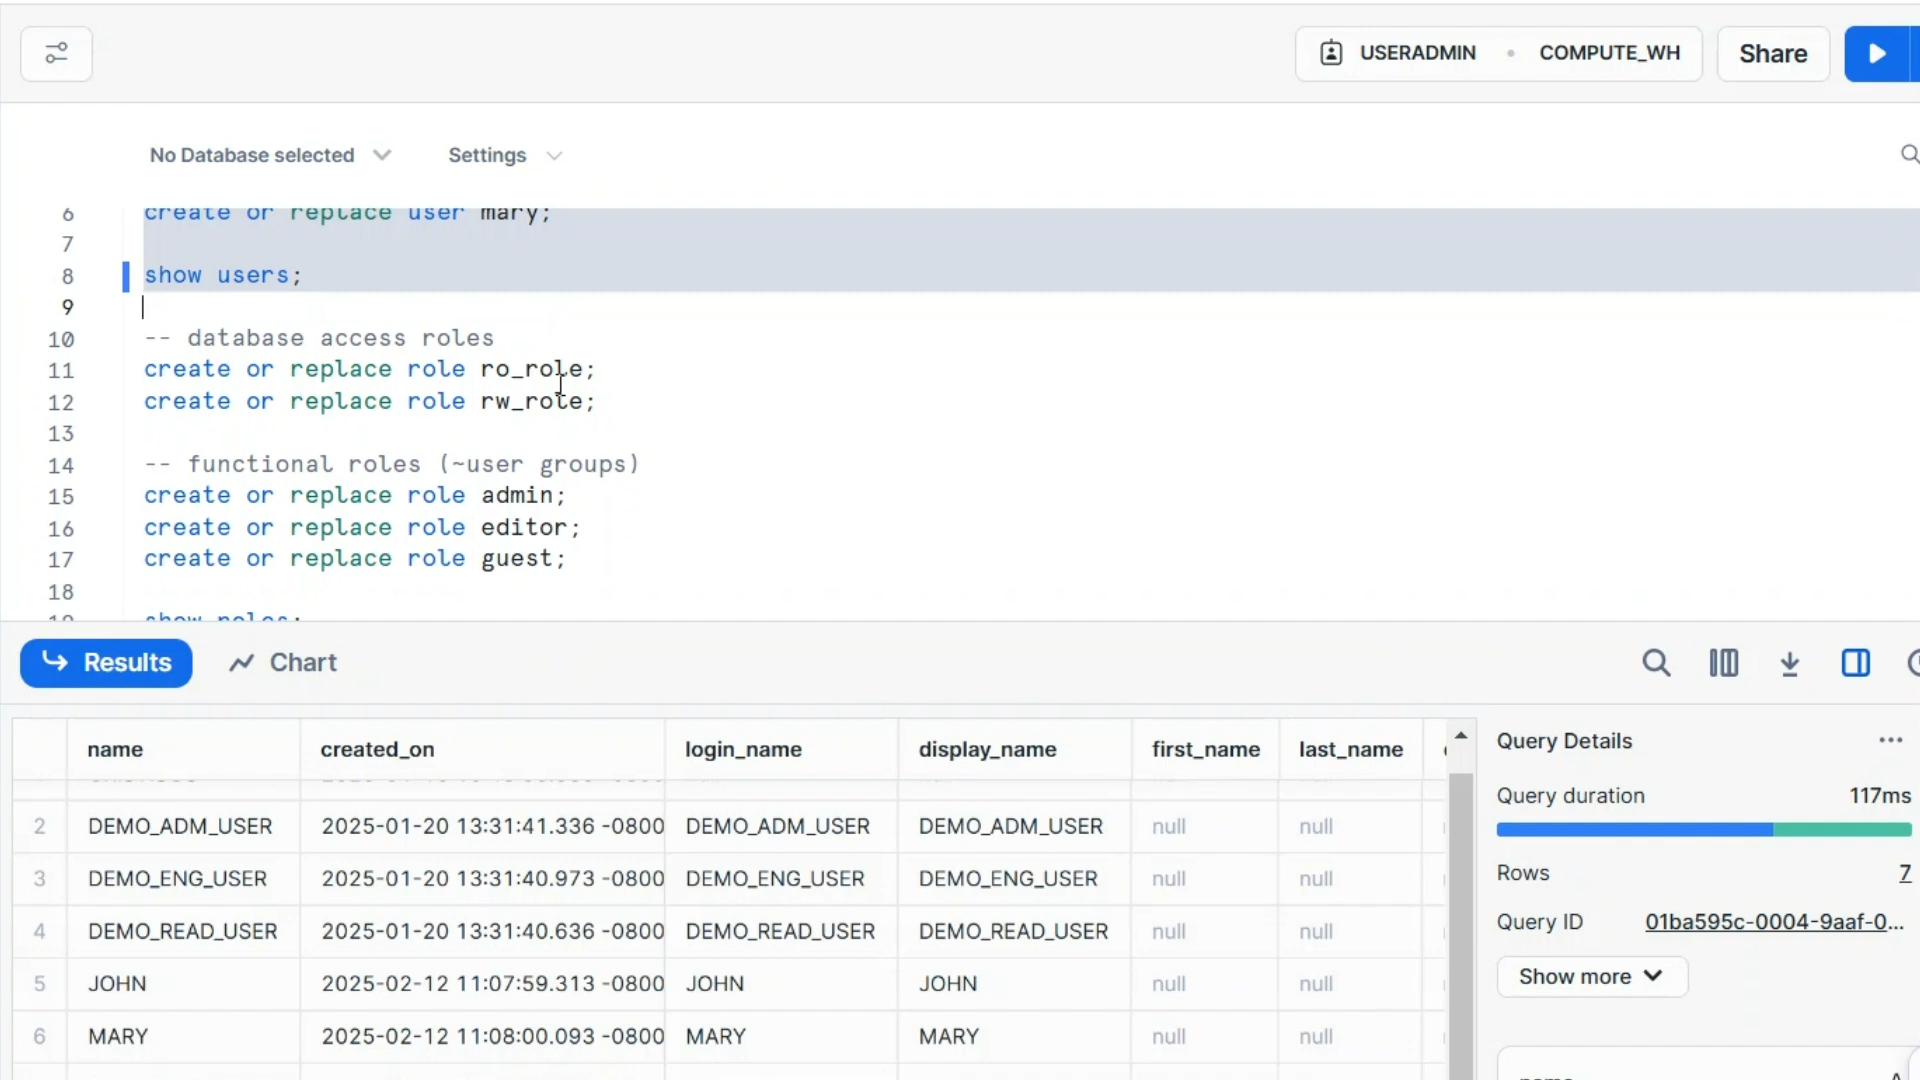 USERADMIN • COMPUTE_WH
Share
No Database selected
Settings
6 create or replace user mary;
7
8 show users;
9
10 -- database access roles
11 create or replace role ro_role;
12 create or replace role rw_role;
13
14 -- functional roles (~user groups)
15 create or replace role admin;
16 create or replace role editor;
17 create or replace role guest;
18
19 show roles;
Results
Chart
name created_on login_name display_name first_name last_name
2 DEMO_ADM_USER 2025-01-20 13:31:41.336 -0800 DEMO_ADM_USER DEMO_ADM_USER null null
3 DEMO_ENG_USER 2025-01-20 13:31:40.973 -0800 DEMO_ENG_USER DEMO_ENG_USER null null
4 DEMO_READ_USER 2025-01-20 13:31:40.636 -0800 DEMO_READ_USER DEMO_READ_USER null null
5 JOHN 2025-02-12 11:07:59.313 -0800 JOHN JOHN null null
6 MARY 2025-02-12 11:08:00.093 -0800 MARY MARY null null
Query Details
...
Query duration 117ms
Rows 7
Query ID 01ba595c-0004-9aaf-0...
Show more